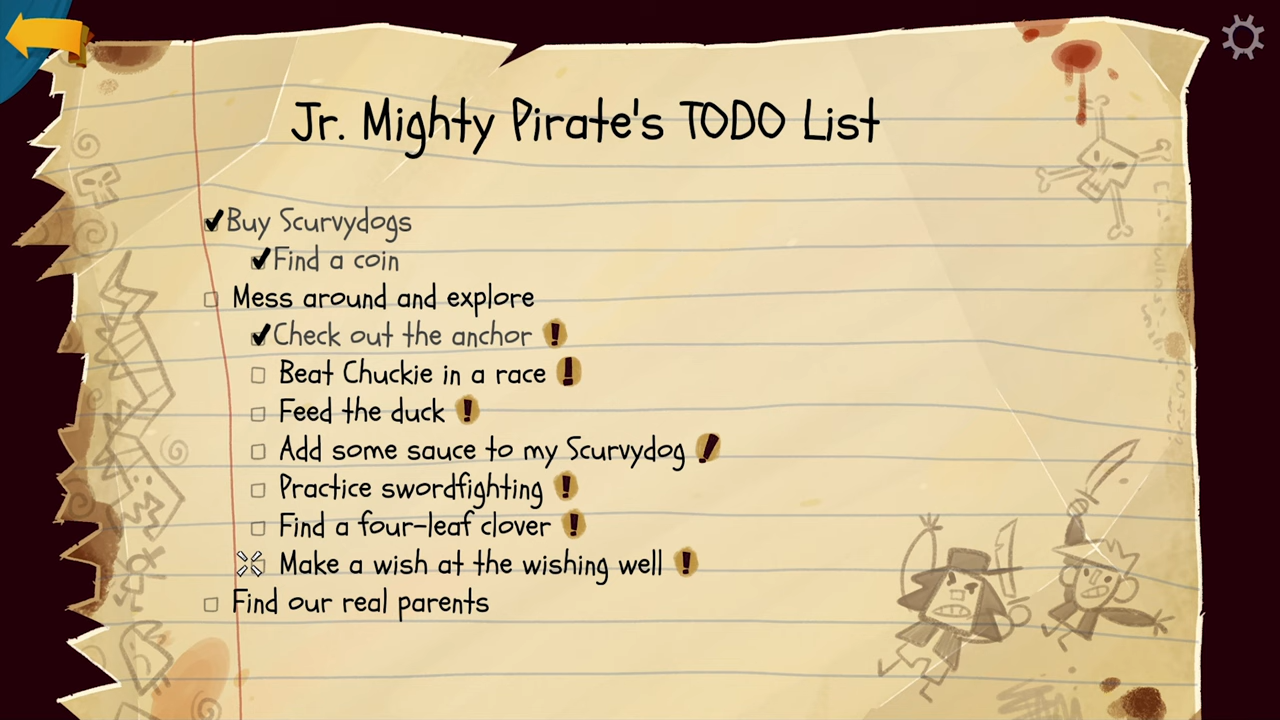 Jr. Mighty Pirate's TODO List
Buy Scurvydogs
Find a coin
Mess around and explore
Check out the anchor !
Beat Chuckie in a race !
Feed the duck !
Add some sauce to my Scurvydog !
Practice swordfighting !
Find a four-leaf clover !
Make a wish at the wishing well !
Find our real parents